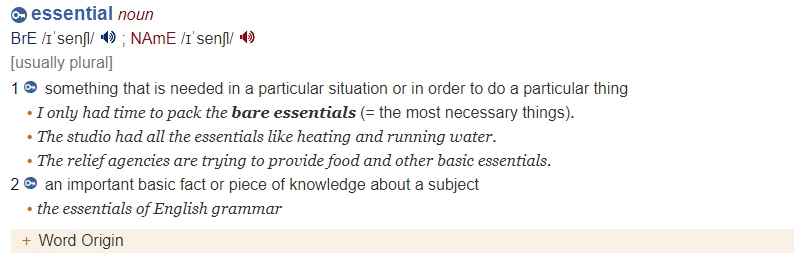 essential noun
BrE /ɪˈsenʃl/ ; NAmE /ɪˈsenʃl/
[usually plural]
1 something that is needed in a particular situation or in order to do a particular thing
• I only had time to pack the bare essentials (= the most necessary things).
• The studio had all the essentials like heating and running water.
• The relief agencies are trying to provide food and other basic essentials.
2 an important basic fact or piece of knowledge about a subject
• the essentials of English grammar
+ Word Origin